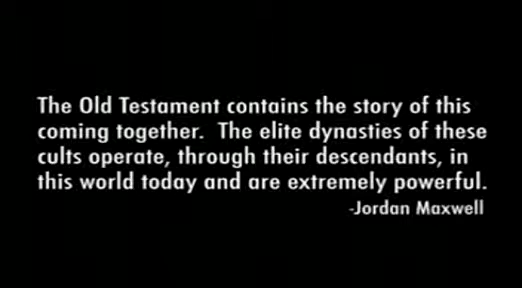 The Old Testament contains the story of this
coming together. The elite dynasties of these
cults operate, through their descendants, in
this world today and are extremely powerful.
-Jordan Maxwell